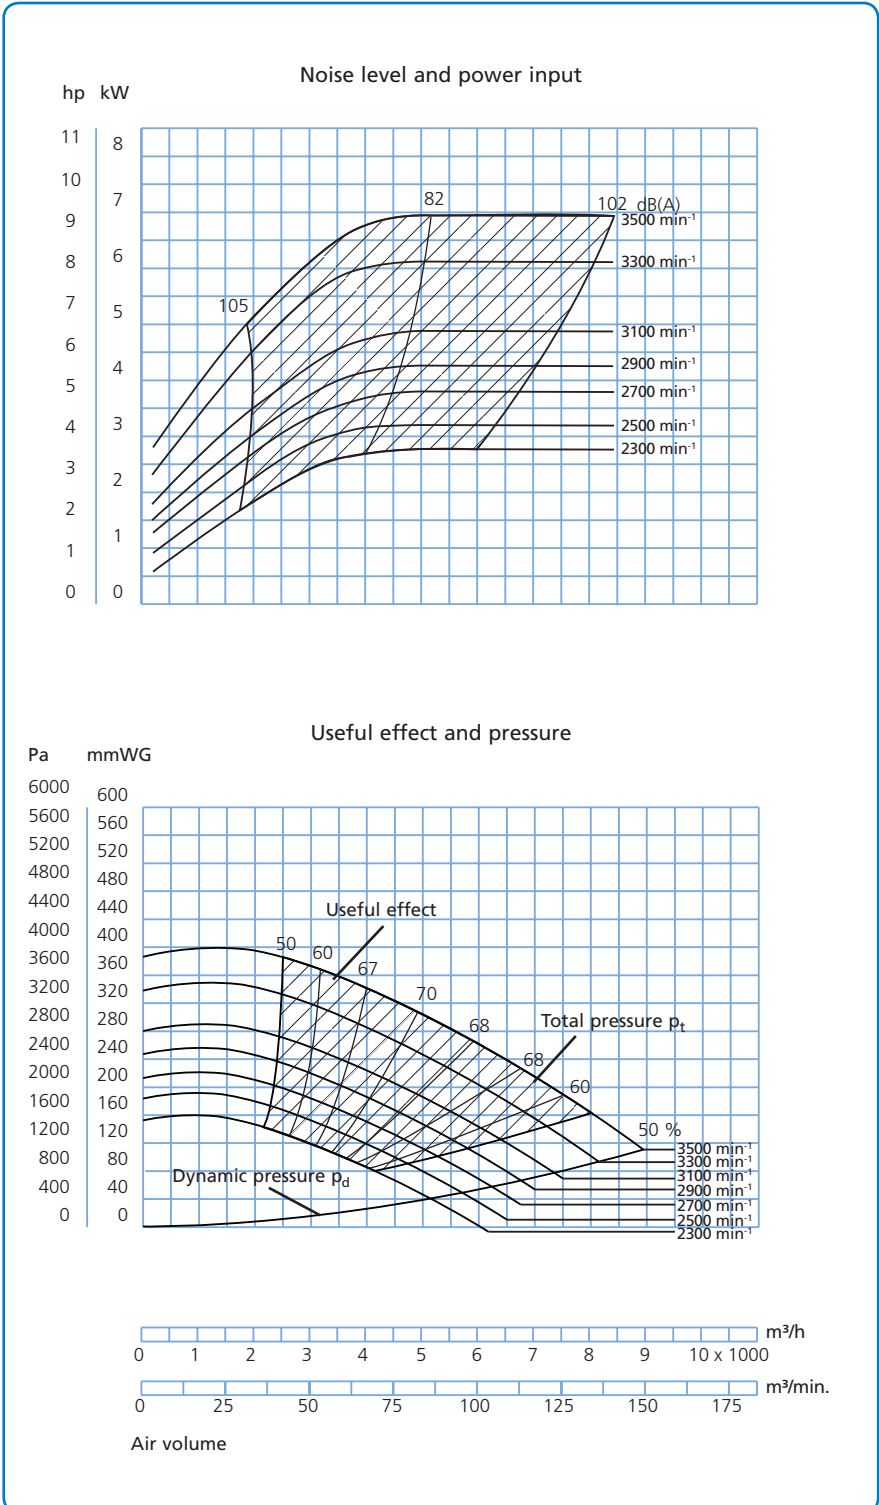 Noise level and power input
hp kW
11 8
10 7
9 6
8 5
7 4
6 3
5 2
4 1
3 0
2
1
0
105
82
102 dB(A)
3500 min-1
3300 min-1
3100 min-1
2900 min-1
2700 min-1
2500 min-1
2300 min-1
Useful effect and pressure
Pa mmWG
6000 600
5600 560
5200 520
4800 480
4400 440
4000 400
3600 360
3200 320
2800 280
2400 240
2000 200
1600 160
1200 120
800 80
400 40
0 0
Useful effect
50 60 67 70 68 68 60 50 %
Total pressure pt
Dynamic pressure pd
3500 min-1
3300 min-1
3100 min-1
2900 min-1
2700 min-1
2500 min-1
2300 min-1
m³/h
0 1 2 3 4 5 6 7 8 9 10 x 1000
m³/min.
0 25 50 75 100 125 150 175
Air volume